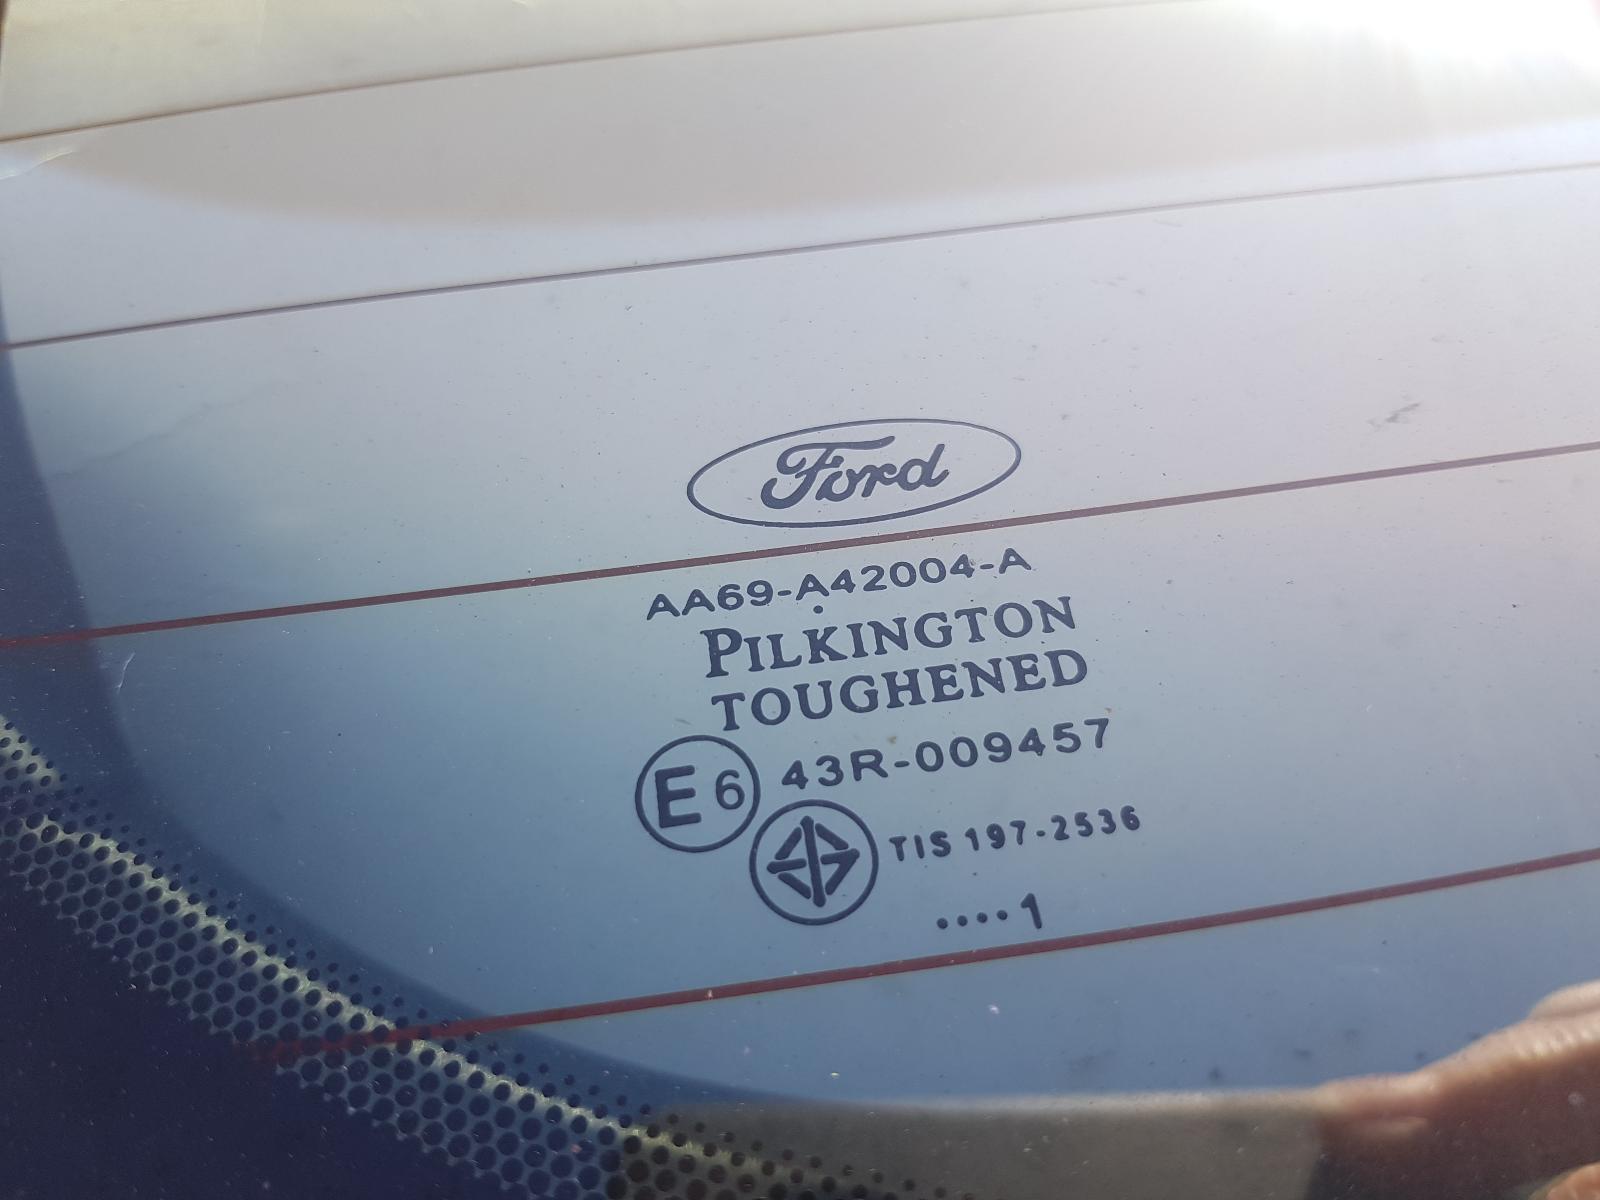 Ford
AA69-A42004-A
PILKINGTON
TOUGHENED
E6 43R-009457
TIS 197-2536
....1